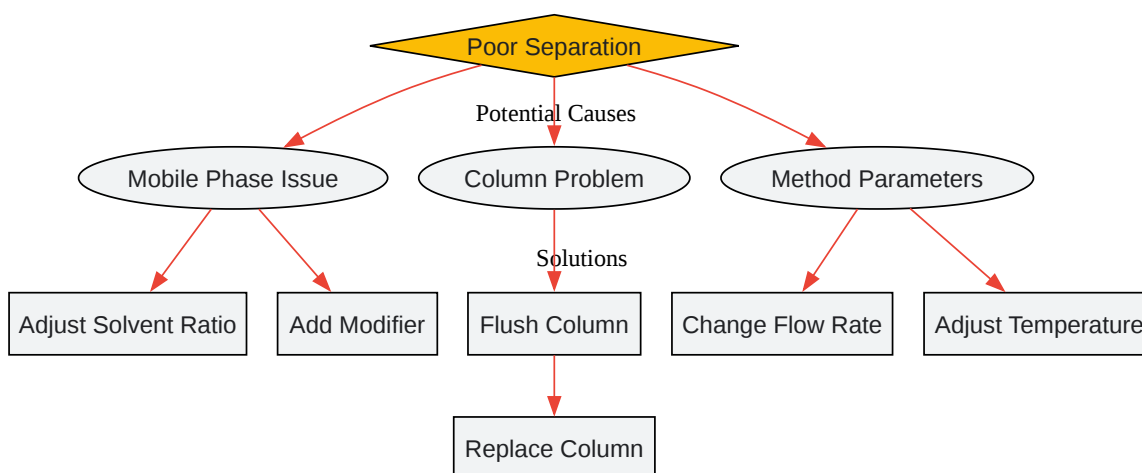 Poor Separation
Potential Causes
Mobile Phase Issue
Column Problem
Method Parameters
Solutions
Adjust Solvent Ratio
Add Modifier
Flush Column
Change Flow Rate
Adjust Temperature
Replace Column